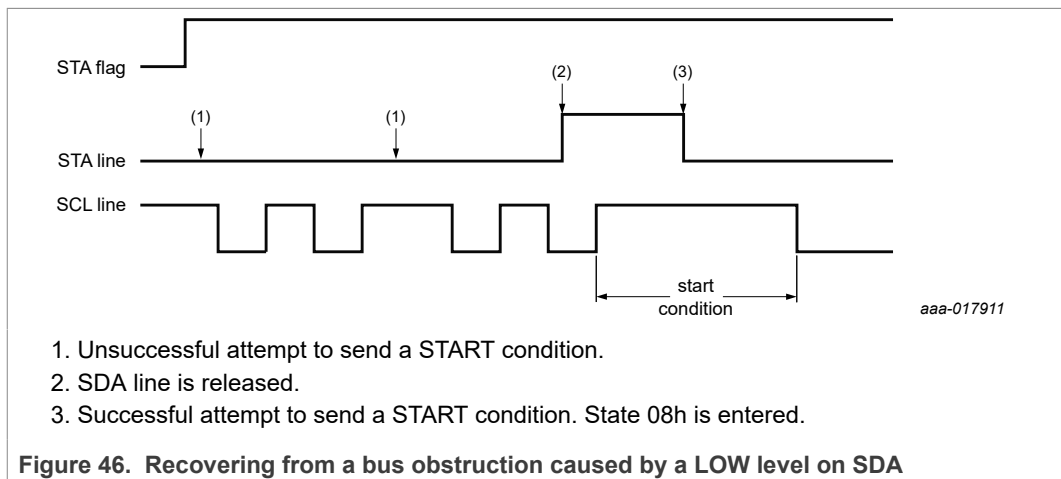 STA flag
(2) (3)
(1) (1)
STA line
SCL line
start
condition
aaa-017911
1. Unsuccessful attempt to send a START condition.
2. SDA line is released.
3. Successful attempt to send a START condition. State 08h is entered.
Figure 46. Recovering from a bus obstruction caused by a LOW level on SDA